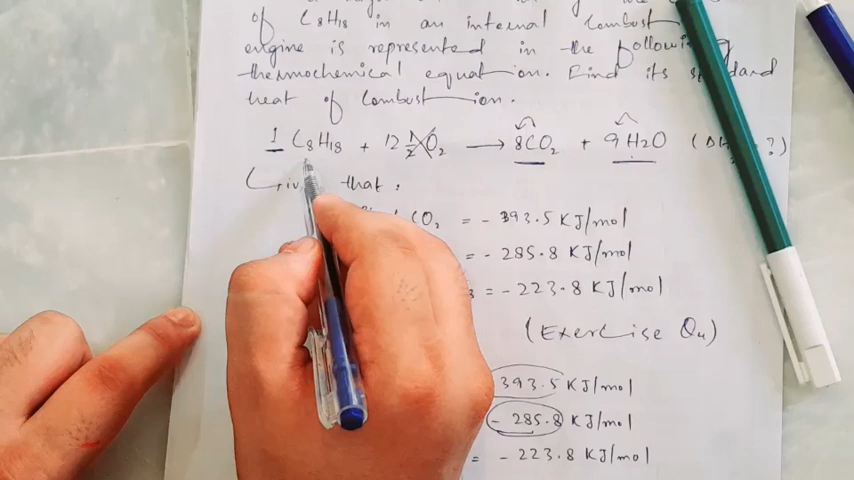 of C8H18 in an internal Combust
engine is represented in the following
thermochemical equation. Find its standard
heat of Combustion.
1 C8H18 + 12 1/2 O2 → 8CO2 + 9H2O (ΔH ?)
Given that:
CO2 = - 393.5 KJ/mol
= - 285.8 KJ/mol
8 = - 223.8 KJ/mol
(Exercise Q4)
393.5 KJ/mol
- 285.8 KJ/mol
= - 223.8 KJ/mol